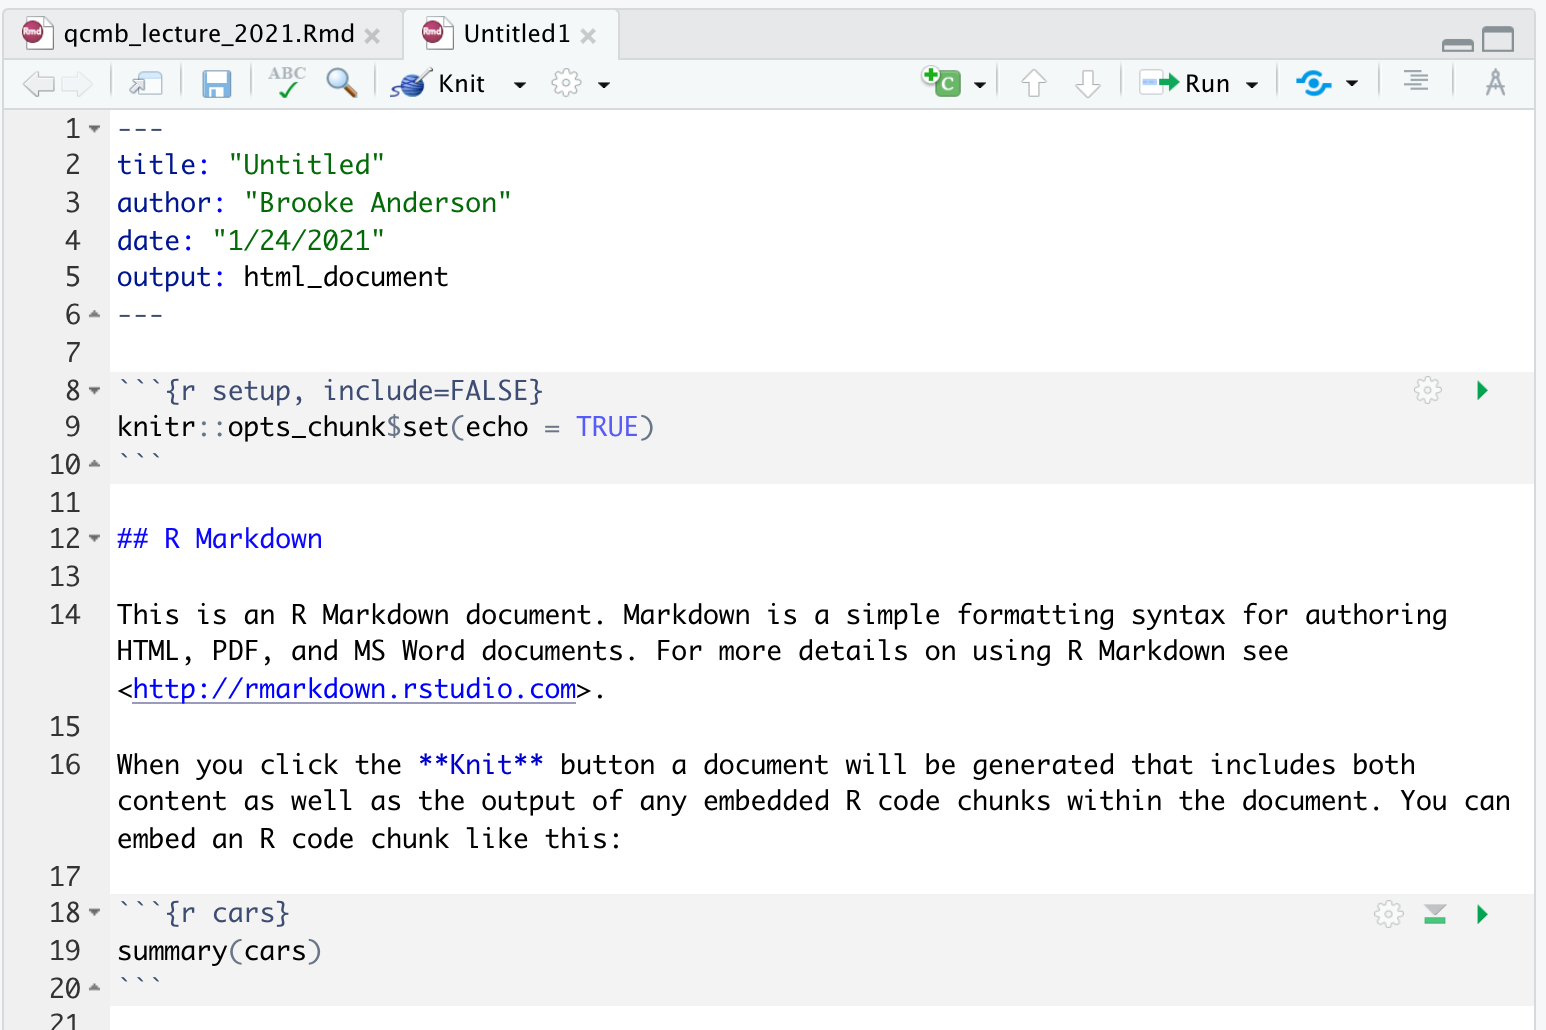 qcmb_lecture_2021.Rmd Untitled1
ABC Knit Run
1 ---
2 title: "Untitled"
3 author: "Brooke Anderson"
4 date: "1/24/2021"
5 output: html_document
6 ---
7
8 ```{r setup, include=FALSE}
9 knitr::opts_chunk$set(echo = TRUE)
10 ```
11
12 ## R Markdown
13
14 This is an R Markdown document. Markdown is a simple formatting syntax for authoring
HTML, PDF, and MS Word documents. For more details on using R Markdown see
<http://rmarkdown.rstudio.com>.
15
16 When you click the **Knit** button a document will be generated that includes both
content as well as the output of any embedded R code chunks within the document. You can
embed an R code chunk like this:
17
18 ```{r cars}
19 summary(cars)
20 ```
21